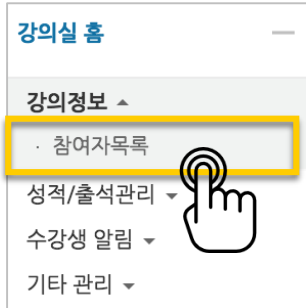 강의실 홈
강의정보
· 참여자목록
성적/출석관리
수강생 알림
기타 관리